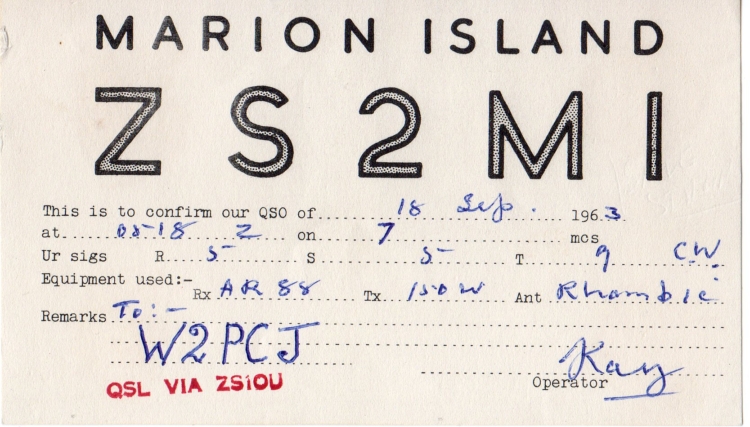 MARION ISLAND
ZS2MI
This is to confirm our QSO of 18 Sep. 1963
at 0518 Z on 7 mcs
Ur sigs R 5 S 5 T 9 CW.
Equipment used:- Rx AR 88 Tx 150 W Ant Rhombic
Remarks To:-
W2PCJ
Kay
QSL VIA ZS1OU Operator